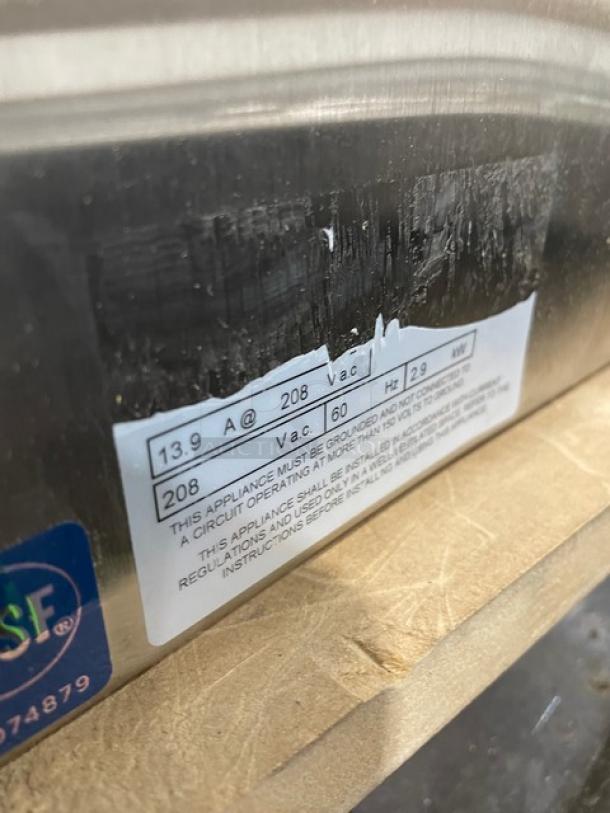 13.9 A @ 208 V a.c
208 V a.c. 60 Hz 2.9 kW
THIS APPLIANCE MUST BE GROUNDED AND NOT CONNECTED TO
A CIRCUIT OPERATING AT MORE THAN 150 VOLTS TO GROUND.
THIS APPLIANCE SHALL BE INSTALLED IN ACCORDANCE WITH CURRENT
REGULATIONS AND USED ONLY IN A WELL VENTILATED SPACE. REFER TO THE
INSTRUCTIONS BEFORE INSTALLING AND USING THIS APPLIANCE.
SF®
074879